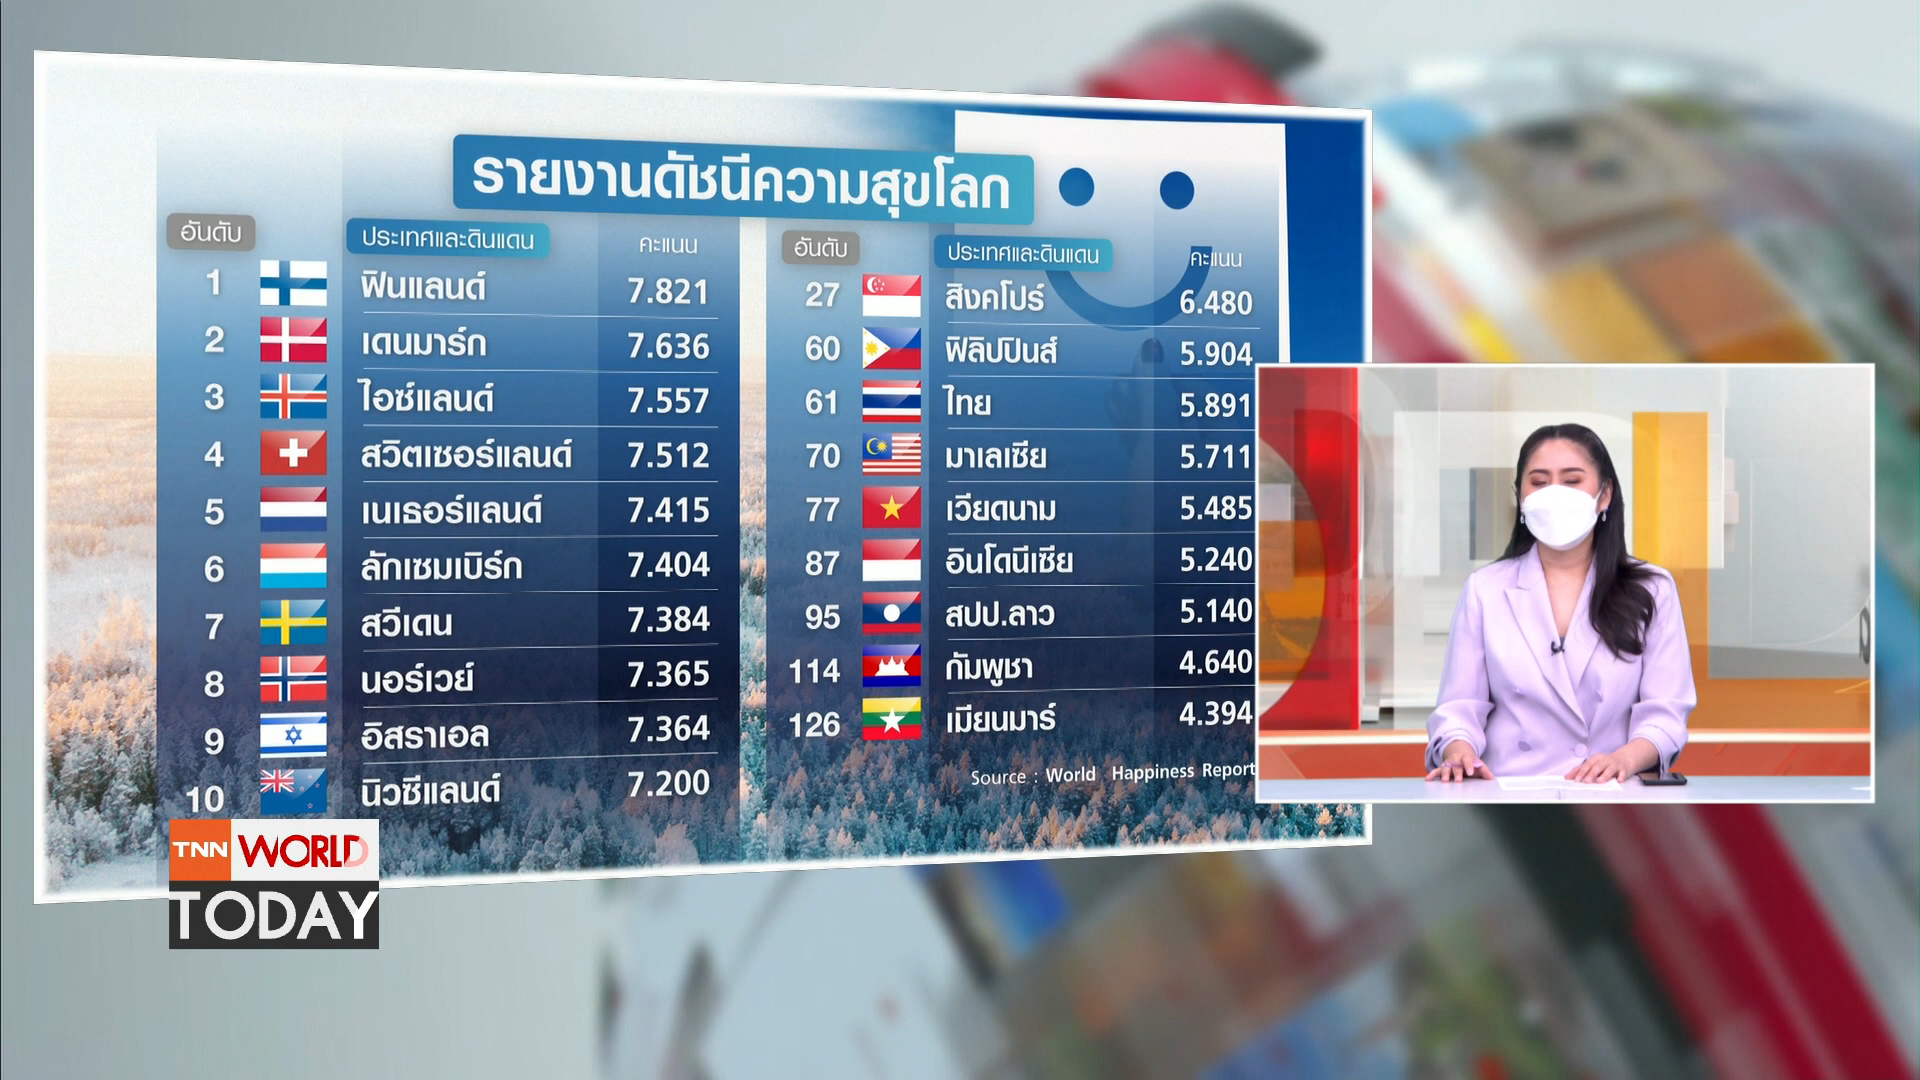 รายงานดัชนีความสุขโลก
อันดับ ประเทศและดินแดน คะแนน
1 ฟินแลนด์ 7.821
2 เดนมาร์ก 7.636
3 ไอซ์แลนด์ 7.557
4 สวิตเซอร์แลนด์ 7.512
5 เนเธอร์แลนด์ 7.415
6 ลักเซมเบิร์ก 7.404
7 สวีเดน 7.384
8 นอร์เวย์ 7.365
9 อิสราเอล 7.364
10 นิวซีแลนด์ 7.200
อันดับ ประเทศและดินแดน คะแนน
27 สิงคโปร์ 6.480
60 ฟิลิปปินส์ 5.904
61 ไทย 5.891
70 มาเลเซีย 5.711
77 เวียดนาม 5.485
87 อินโดนีเซีย 5.240
95 สปป.ลาว 5.140
114 กัมพูชา 4.640
126 เมียนมาร์ 4.394
Source : World Happiness Report
TNN WORLD
TODAY